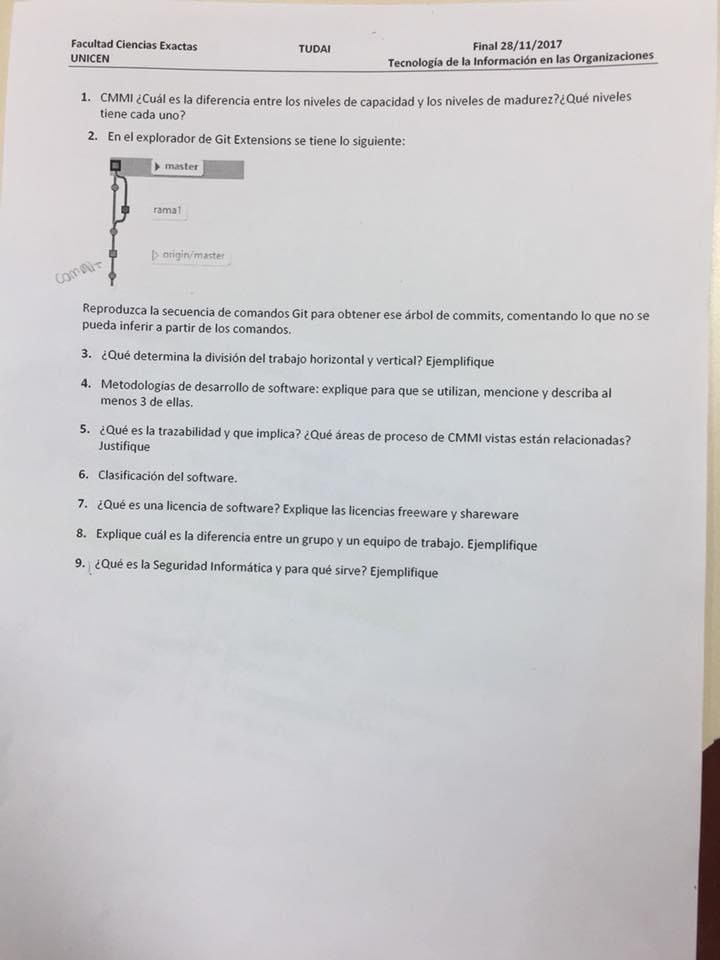 Facultad Ciencias Exactas TUDAI Final 28/11/2017
UNICEN Tecnología de la Información en las Organizaciones
1. CMMI ¿Cuál es la diferencia entre los niveles de capacidad y los niveles de madurez?¿Qué niveles
tiene cada uno?
2. En el explorador de Git Extensions se tiene lo siguiente:
master
rama1
origin/master
commit
Reproduzca la secuencia de comandos Git para obtener ese árbol de commits, comentando lo que no se
pueda inferir a partir de los comandos.
3. ¿Qué determina la división del trabajo horizontal y vertical? Ejemplifique
4. Metodologías de desarrollo de software: explique para que se utilizan, mencione y describa al
menos 3 de ellas.
5. ¿Qué es la trazabilidad y que implica? ¿Qué áreas de proceso de CMMI vistas están relacionadas?
Justifique
6. Clasificación del software.
7. ¿Qué es una licencia de software? Explique las licencias freeware y shareware
8. Explique cuál es la diferencia entre un grupo y un equipo de trabajo. Ejemplifique
9. ¿Qué es la Seguridad Informática y para qué sirve? Ejemplifique